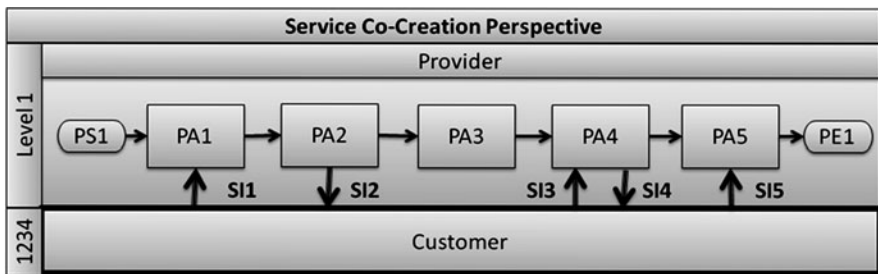 Service Co-Creation Perspective
Provider
Level 1
PS1 PA1 PA2 PA3 PA4 PA5 PE1
SI1 SI2 SI3 SI4 SI5
1234
Customer